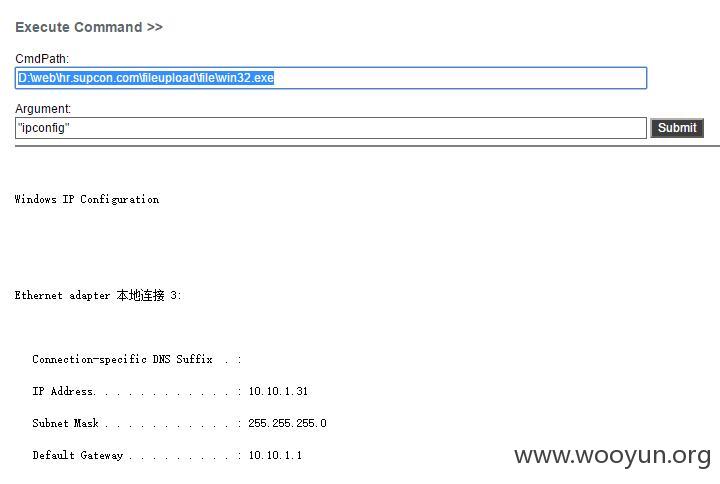 Execute Command >>
CmdPath:
D:\web\hr.supcon.com\fileupload\file\win32.exe
Argument:
"ipconfig" Submit
Windows IP Configuration
Ethernet adapter 本地连接 3:
Connection-specific DNS Suffix  . :
IP Address. . . . . . . . . . . . : 10.10.1.31
Subnet Mask . . . . . . . . . . . : 255.255.255.0
Default Gateway . . . . . . . . . : 10.10.1.1
www.wooyun.org